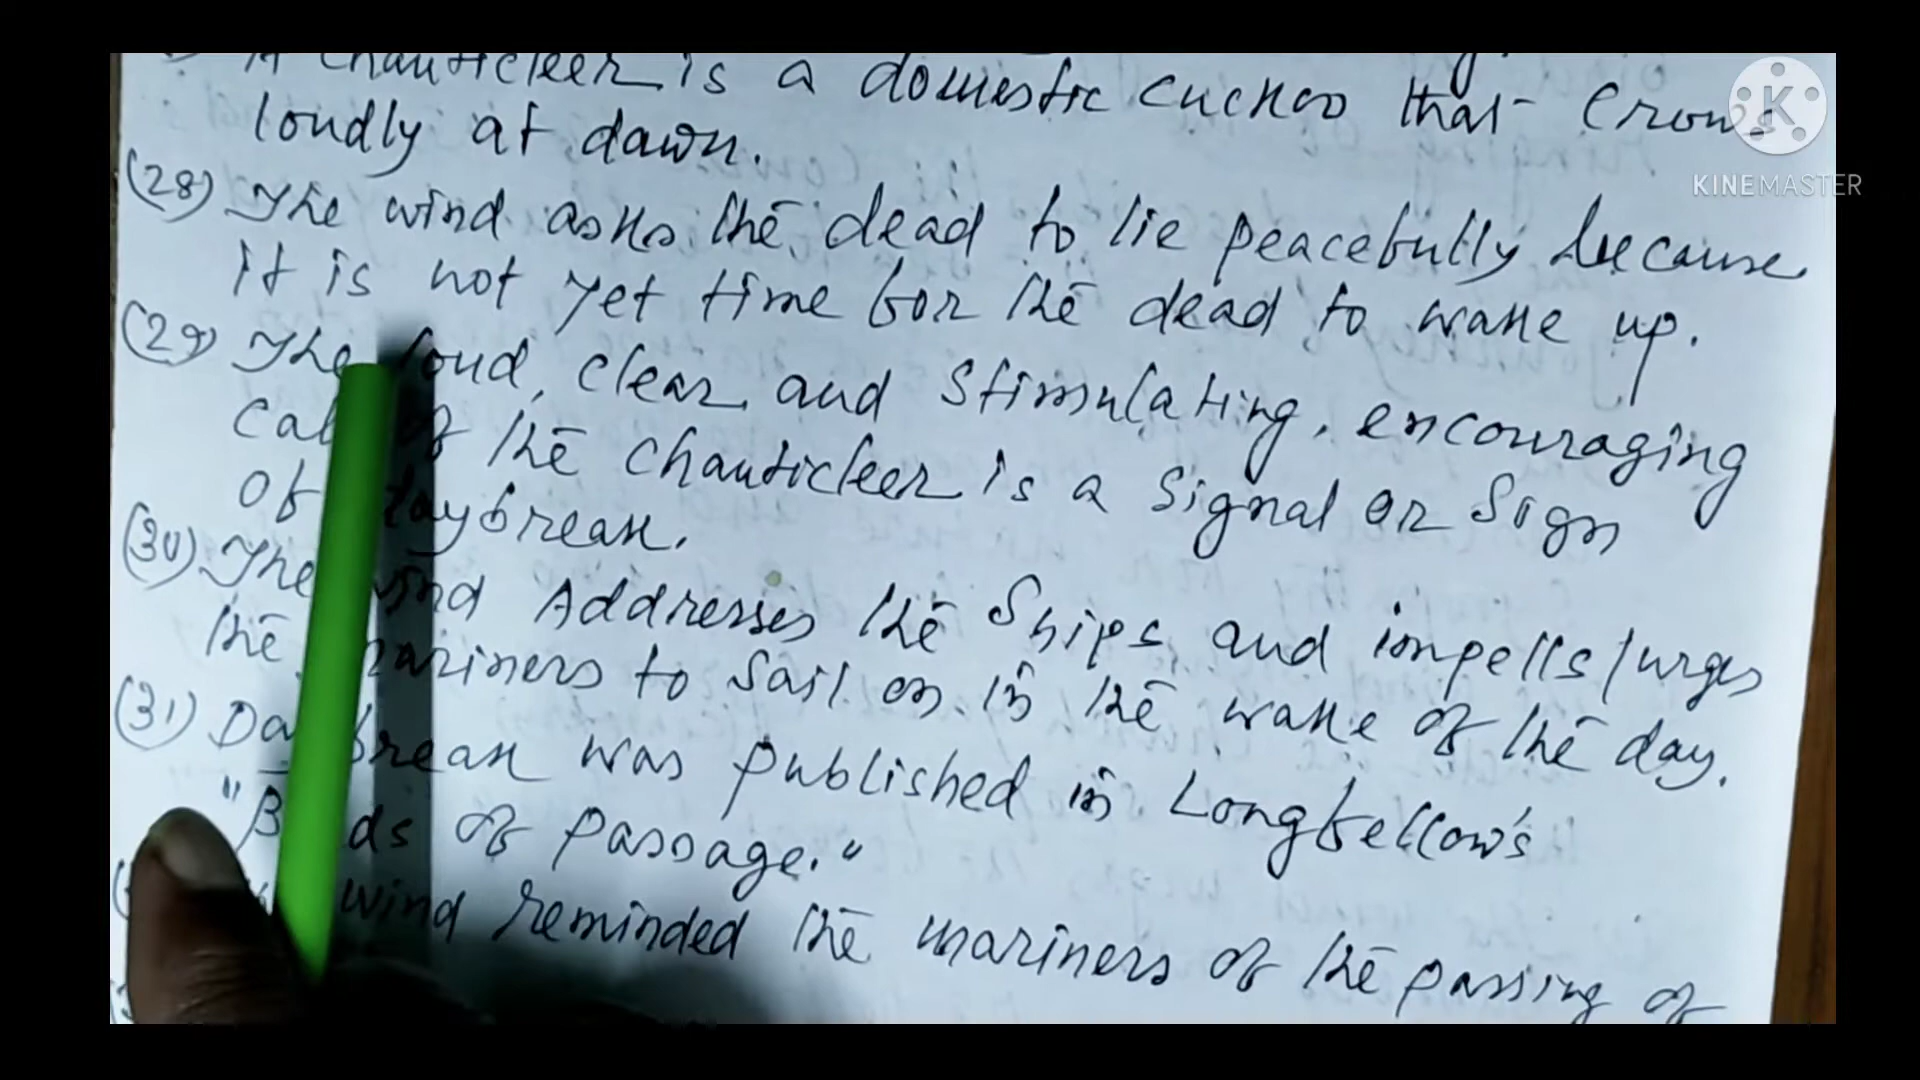 A Chanticleer is a domestic cuckoo that Crows
loudly at dawn.
(28) The wind asks the dead to lie peacefully because
it is not yet time for the dead to wake up.
(29) The loud, clear and Stimulating, encouraging
Call of the Chanticleer is a Signal or Sign
of daybreak.
(30) The wind Addresses the Ships and impells/urges
the mariners to Sail on in the wake of the day.
(31) Daybreak was published in Longfellow's
"Birds of Passage."
wind reminded the mariners of the passing of
KINEMASTER